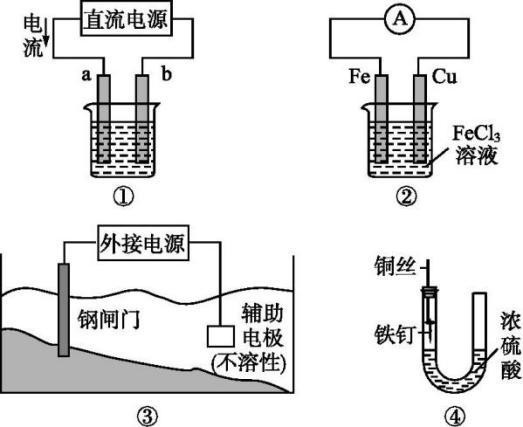 直流电源
电流
a
b
①
A
Fe
Cu
FeCl₃
溶液
②
外接电源
钢闸门
辅助
电极
(不溶性)
③
铜丝
铁钉
浓硫酸
④